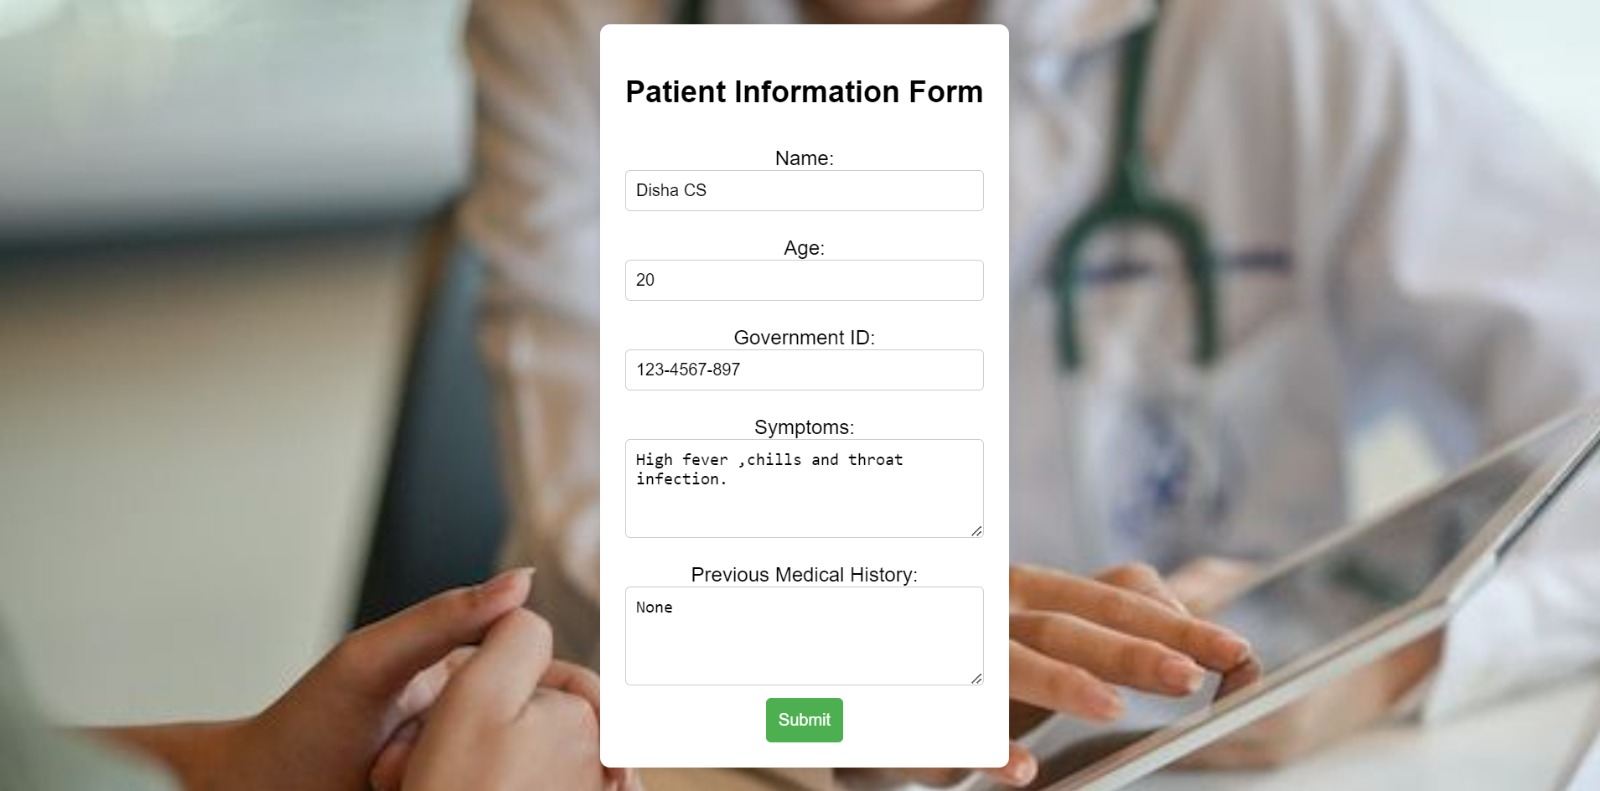 Patient Information Form
Name:
Disha CS
Age:
20
Government ID:
123-4567-897
Symptoms:
High fever ,chills and throat
infection.
Previous Medical History:
None
Submit